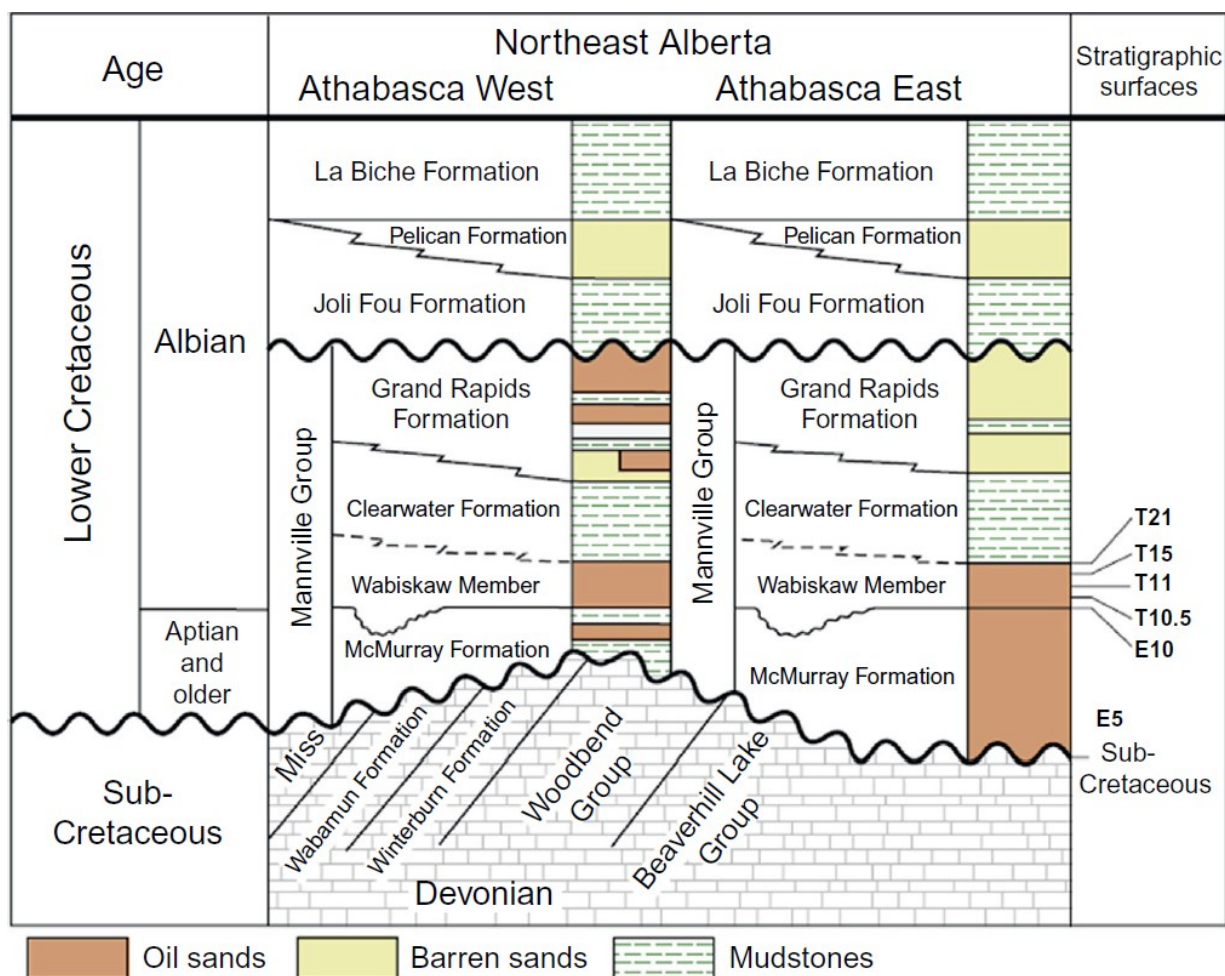 Age
Northeast Alberta
Athabasca West
Athabasca East
Stratigraphic
surfaces
Lower Cretaceous
Albian
Aptian
and
older
Sub-
Cretaceous
La Biche Formation
Pelican Formation
Joli Fou Formation
Mannville Group
Grand Rapids
Formation
Clearwater Formation
Wabiskaw Member
McMurray Formation
La Biche Formation
Pelican Formation
Joli Fou Formation
Mannville Group
Grand Rapids
Formation
Clearwater Formation
Wabiskaw Member
McMurray Formation
T21
T15
T11
T10.5
E10
E5
Sub-
Cretaceous
Miss
Wabamun Formation
Winterburn Formation
Woodbend
Group
Beaverhill Lake
Group
Devonian
Oil sands
Barren sands
Mudstones